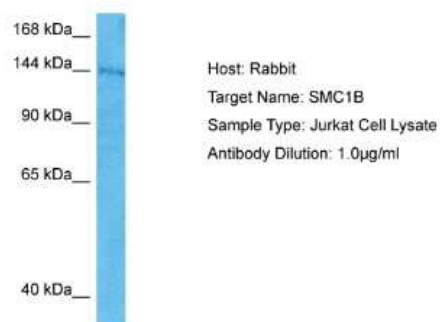 168 kDa
144 kDa
90 kDa
65 kDa
40 kDa
Host: Rabbit
Target Name: SMC1B
Sample Type: Jurkat Cell Lysate
Antibody Dilution: 1.0µg/ml